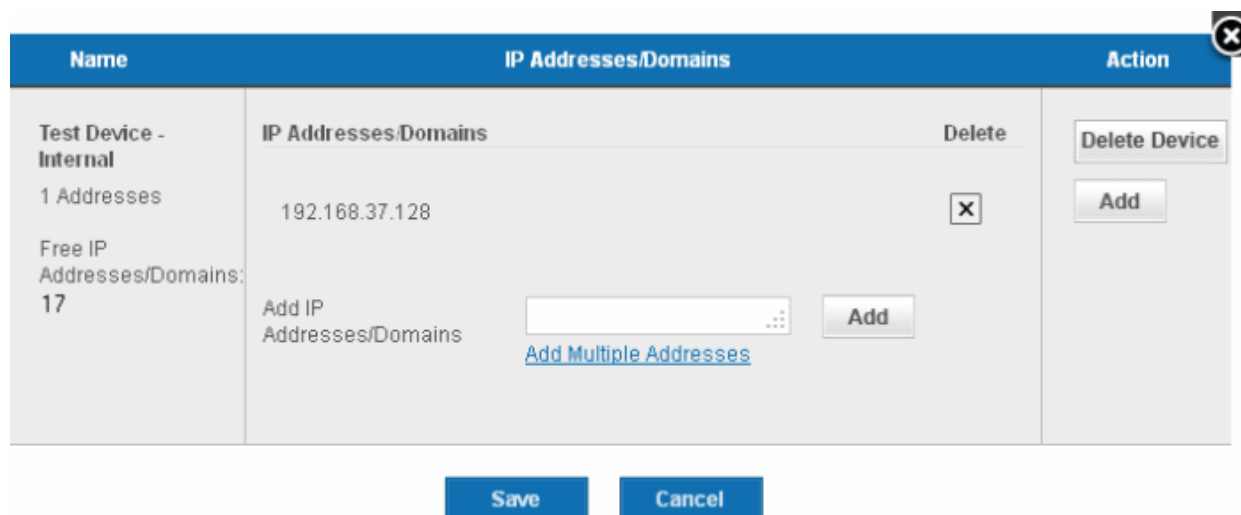 Name IP Addresses/Domains Action
Test Device -
Internal
1 Addresses
Free IP
Addresses/Domains:
17
IP Addresses/Domains Delete
192.168.37.128
Add IP
Addresses/Domains
Add
Add Multiple Addresses
Delete Device
Add
Save Cancel